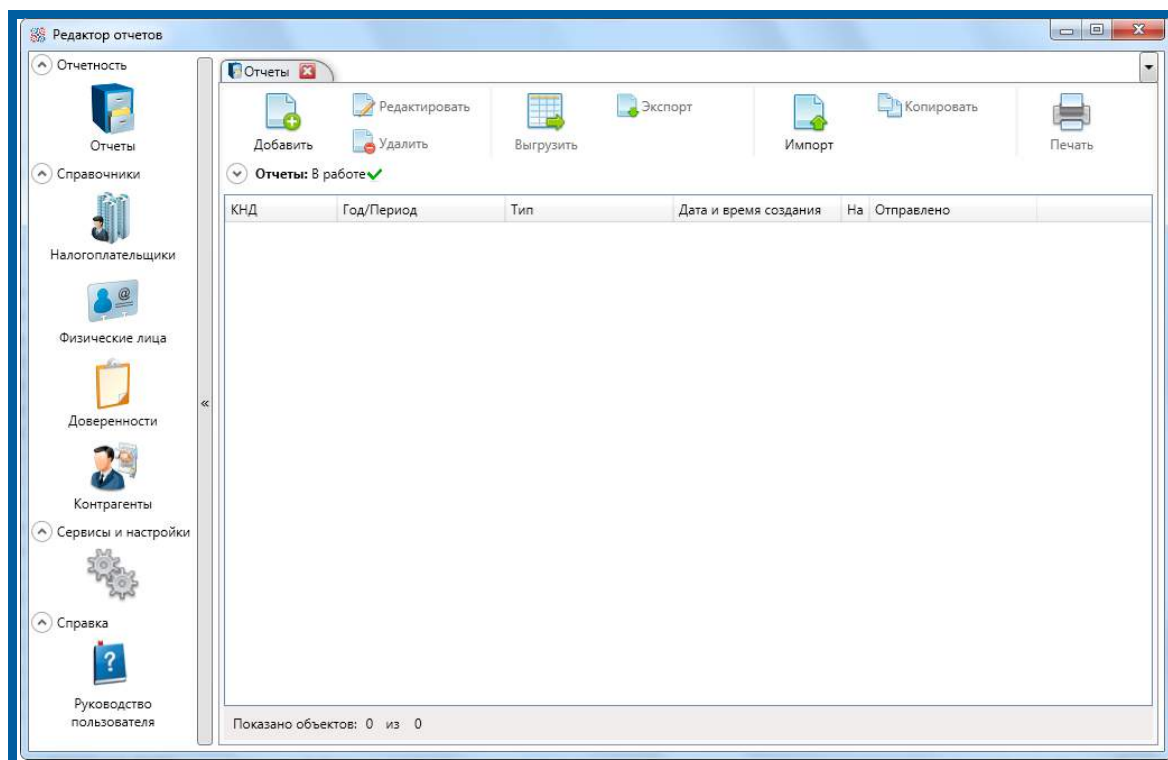 Редактор отчетов
Отчетность
Отчеты
Справочники
Налогоплательщики
@
Физические лица
Доверенности
Контрагенты
Сервисы и настройки
Справка
?
Руководство
пользователя
«
Отчеты
Добавить
Редактировать
Удалить
Выгрузить
Экспорт
Импорт
Копировать
Печать
Отчеты: В работе
КНД Год/Период Тип Дата и время создания На Отправлено
Показано объектов: 0 из 0